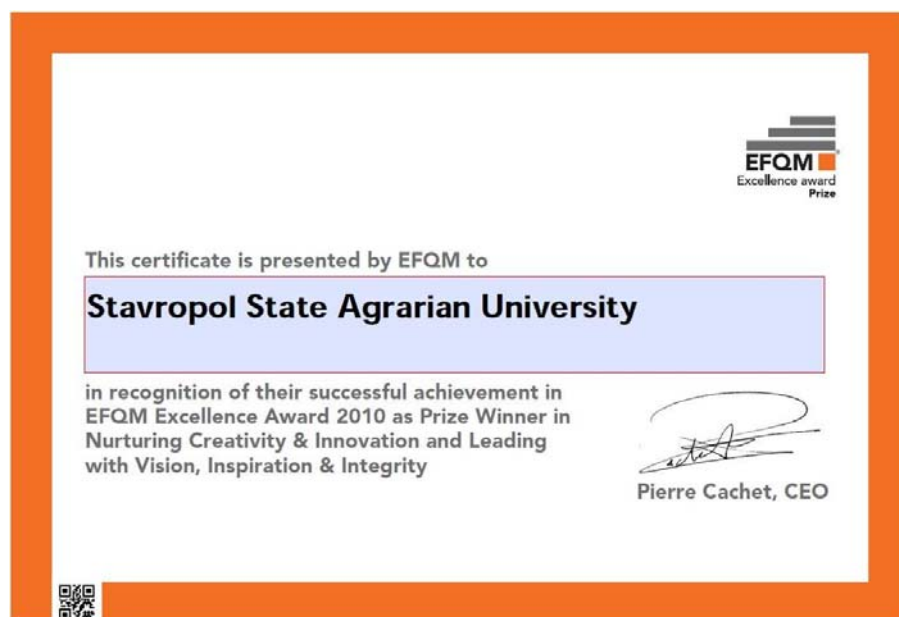 EFQM
Excellence award
Prize
This certificate is presented by EFQM to
Stavropol State Agrarian University
in recognition of their successful achievement in
EFQM Excellence Award 2010 as Prize Winner in
Nurturing Creativity & Innovation and Leading
with Vision, Inspiration & Integrity
Pierre Cachet, CEO